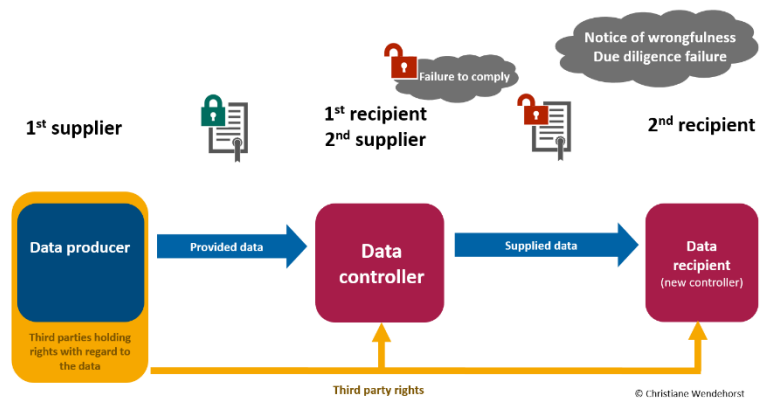 Notice of wrongfulness
Due diligence failure
Failure to comply
1st supplier
1st recipient
2nd supplier
2nd recipient
Data producer
Provided data
Data
controller
Supplied data
Data
recipient
(new controller)
Third parties holding
rights with regard to
the data
Third party rights
© Christiane Wendehorst